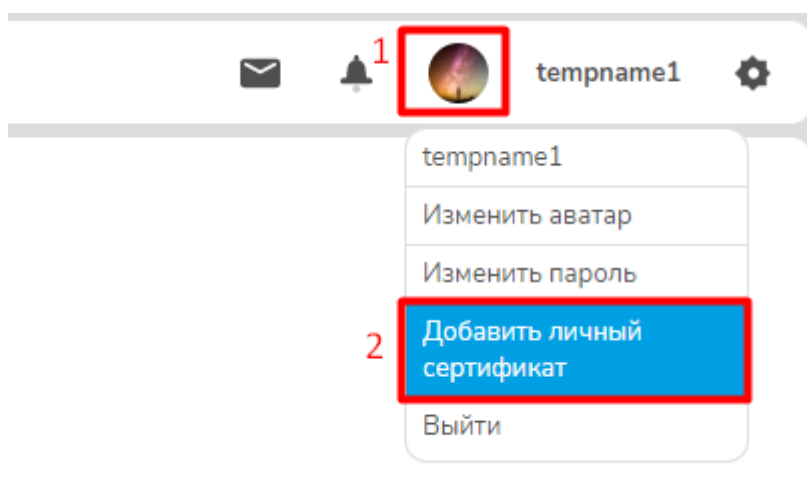 1
tempname1
tempname1
Изменить аватар
Изменить пароль
2
Добавить личный
сертификат
Выйти